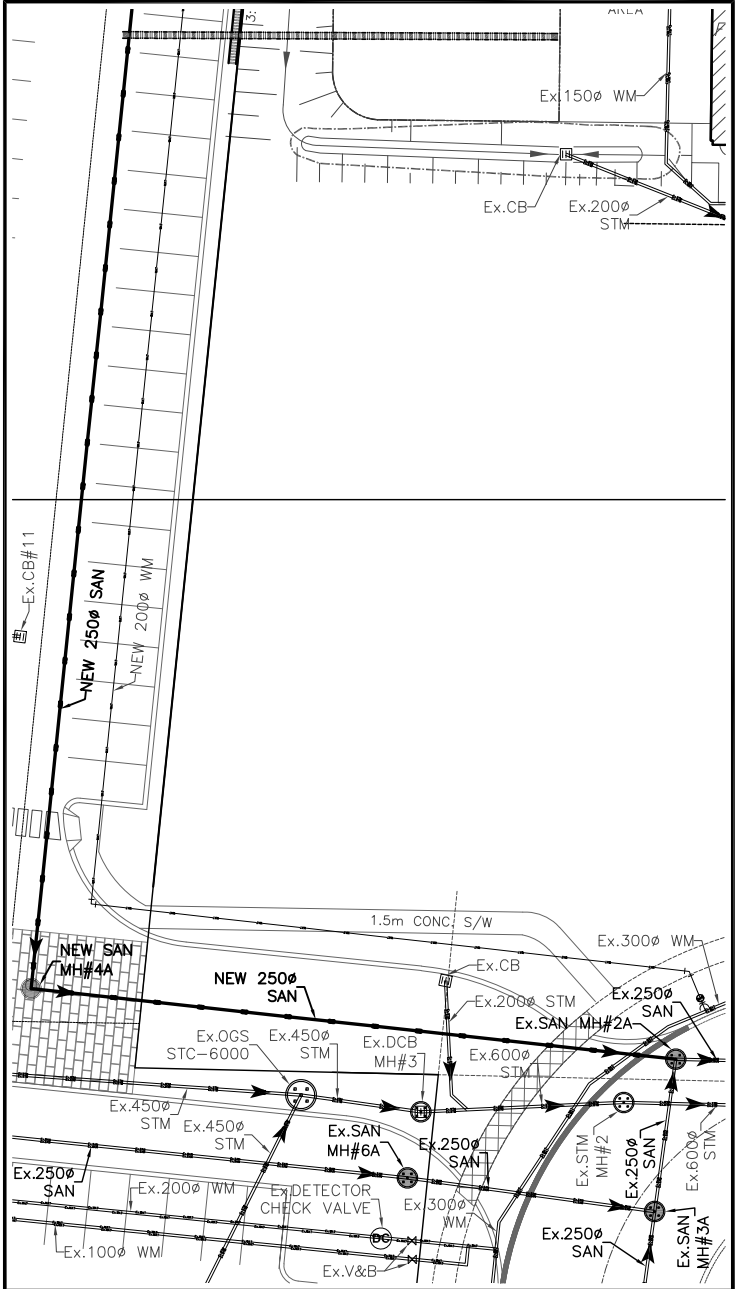 3:
AREA
Ex.150ø WM
Ex.CB
Ex.200ø
STM
Ex.CB#11
NEW 250ø SAN
NEW 200ø WM
1.5m CONC. S/W
NEW SAN
MH#4A
NEW 250ø
SAN
Ex.CB
Ex.300ø WM
Ex.200ø STM
Ex.250ø
SAN
Ex.SAN MH#2A
Ex.OGS
STC-6000
Ex.450ø
STM
Ex.DCB
MH#3
Ex.600ø
STM
Ex.450ø
STM
Ex.450ø
STM
Ex.SAN
MH#6A
Ex.250ø
SAN
Ex.STM
MH#2
Ex.250ø
SAN
Ex.600ø
STM
Ex.250ø
SAN
Ex.200ø WM
Ex.DETECTOR
CHECK VALVE
Ex.300ø
WM
DC
Ex.100ø WM
Ex.V&B
Ex.250ø
SAN
Ex.SAN
MH#3A